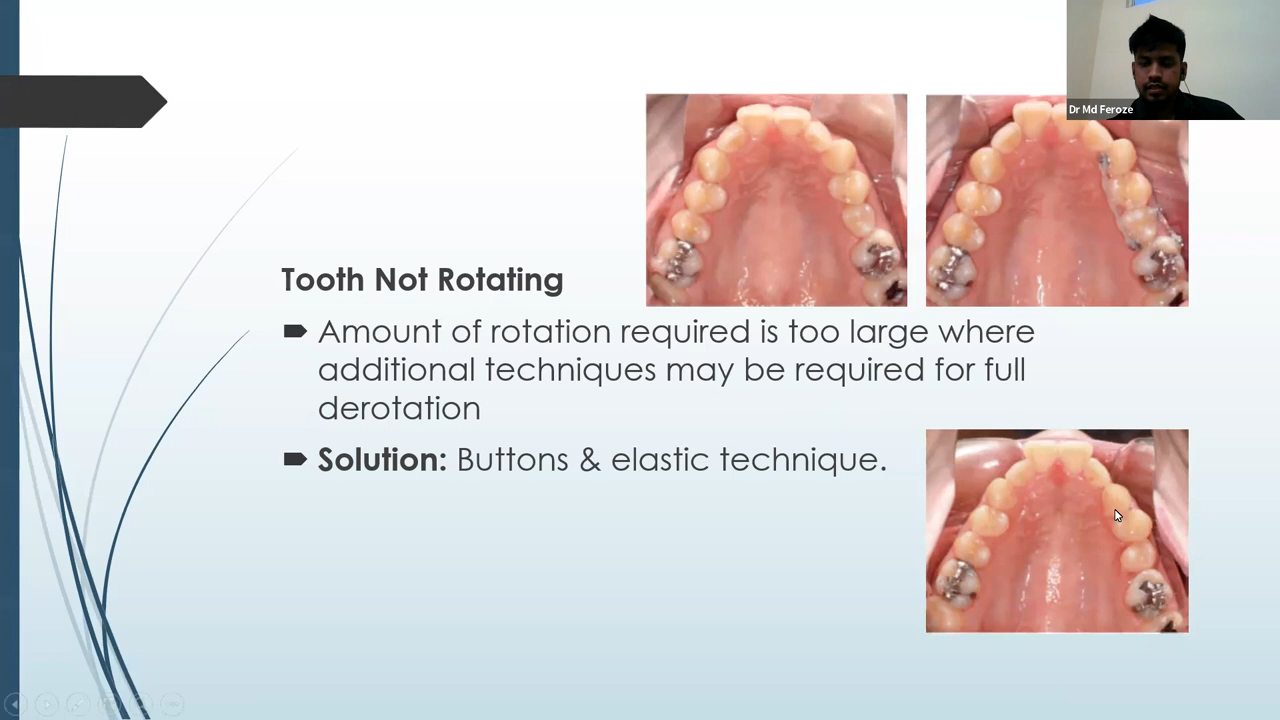 Dr Md Feroze
Tooth Not Rotating
Amount of rotation required is too large where
additional techniques may be required for full
derotation
Solution: Buttons & elastic technique.